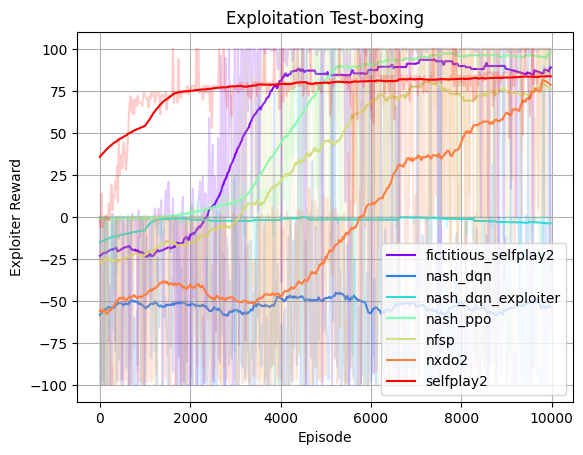 Exploitation Test-boxing
Exploiter Reward
100
75
50
25
0
−25
−50
−75
−100
fictitious_selfplay2
nash_dqn
nash_dqn_exploiter
nash_ppo
nfsp
nxdo2
selfplay2
0 2000 4000 6000 8000 10000
Episode